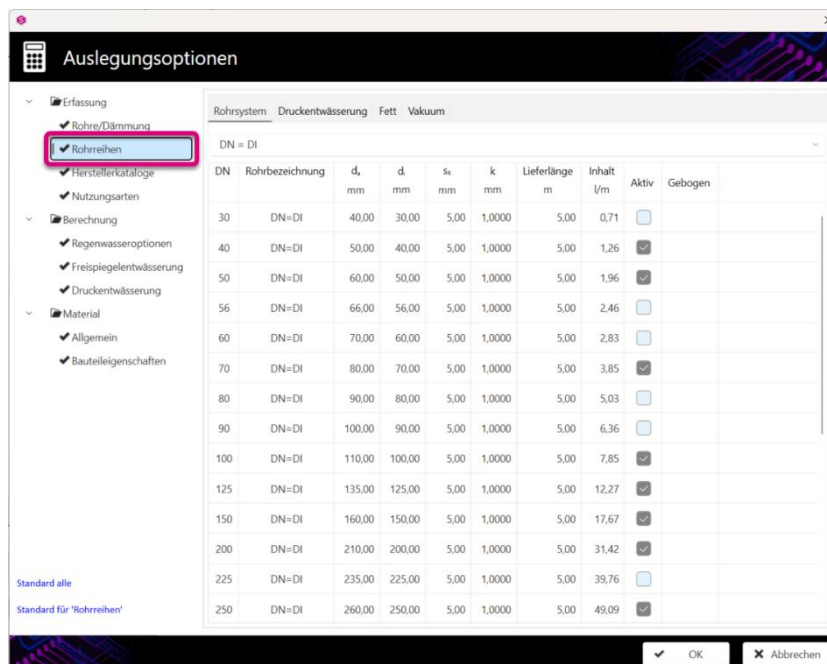 Auslegungsoptionen
Erfassung
Rohre/Dämmung
Rohrreihen
Herstellerkataloge
Nutzungsarten
Berechnung
Regenwasseroptionen
Freispiegelentwässerung
Druckentwässerung
Material
Allgemein
Bauteileigenschaften
Standard alle
Standard für 'Rohrreihen'
Rohrsystem Druckentwässerung Fett Vakuum
DN = DI
DN Rohrbezeichnung dₐ dᵢ sᵣ k Lieferlänge Inhalt Aktiv Gebogen
mm mm mm mm m l/m
30 DN=DI 40,00 30,00 5,00 1,0000 5,00 0,71
40 DN=DI 50,00 40,00 5,00 1,0000 5,00 1,26
50 DN=DI 60,00 50,00 5,00 1,0000 5,00 1,96
56 DN=DI 66,00 56,00 5,00 1,0000 5,00 2,46
60 DN=DI 70,00 60,00 5,00 1,0000 5,00 2,83
70 DN=DI 80,00 70,00 5,00 1,0000 5,00 3,85
80 DN=DI 90,00 80,00 5,00 1,0000 5,00 5,03
90 DN=DI 100,00 90,00 5,00 1,0000 5,00 6,36
100 DN=DI 110,00 100,00 5,00 1,0000 5,00 7,85
125 DN=DI 135,00 125,00 5,00 1,0000 5,00 12,27
150 DN=DI 160,00 150,00 5,00 1,0000 5,00 17,67
200 DN=DI 210,00 200,00 5,00 1,0000 5,00 31,42
225 DN=DI 235,00 225,00 5,00 1,0000 5,00 39,76
250 DN=DI 260,00 250,00 5,00 1,0000 5,00 49,09
OK Abbrechen